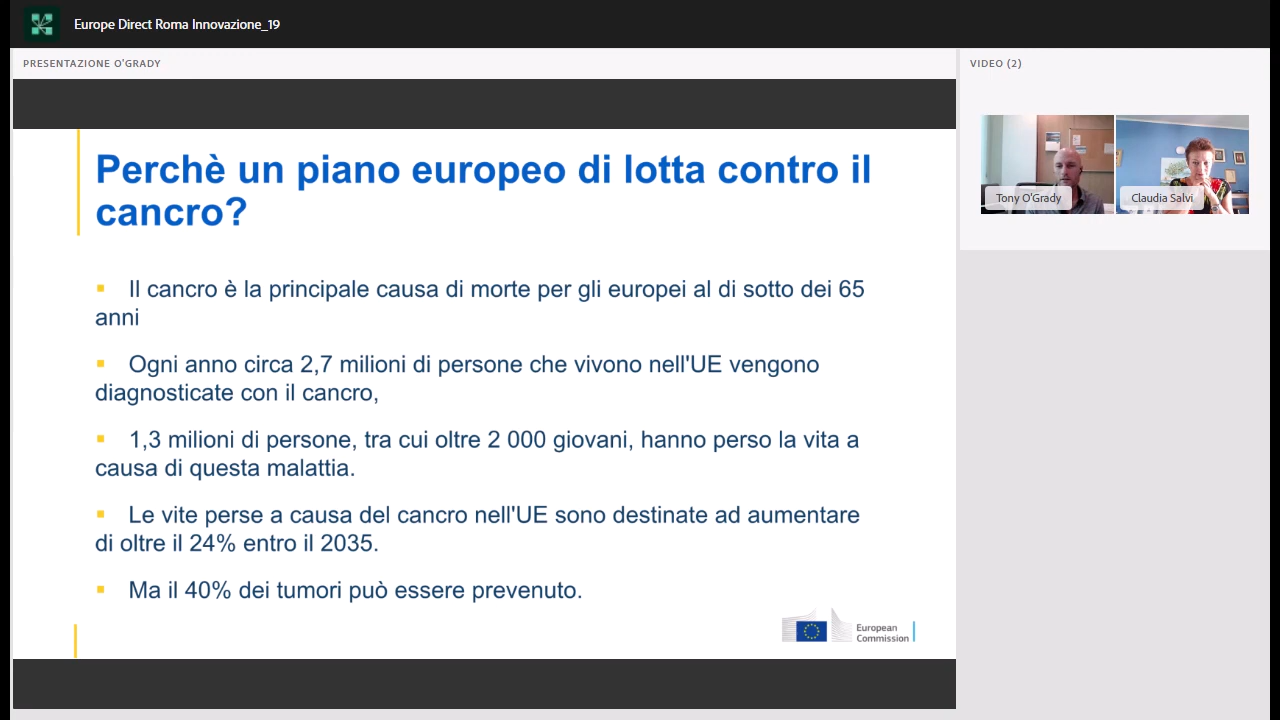 Europe Direct Roma Innovazione_19
PRESENTAZIONE O'GRADY
VIDEO (2)
Perchè un piano europeo di lotta contro il
cancro?
Il cancro è la principale causa di morte per gli europei al di sotto dei 65
anni
Ogni anno circa 2,7 milioni di persone che vivono nell'UE vengono
diagnosticate con il cancro,
1,3 milioni di persone, tra cui oltre 2 000 giovani, hanno perso la vita a
causa di questa malattia.
Le vite perse a causa del cancro nell'UE sono destinate ad aumentare
di oltre il 24% entro il 2035.
Ma il 40% dei tumori può essere prevenuto.
European
Commission
Tony O'Grady
Claudia Salvi